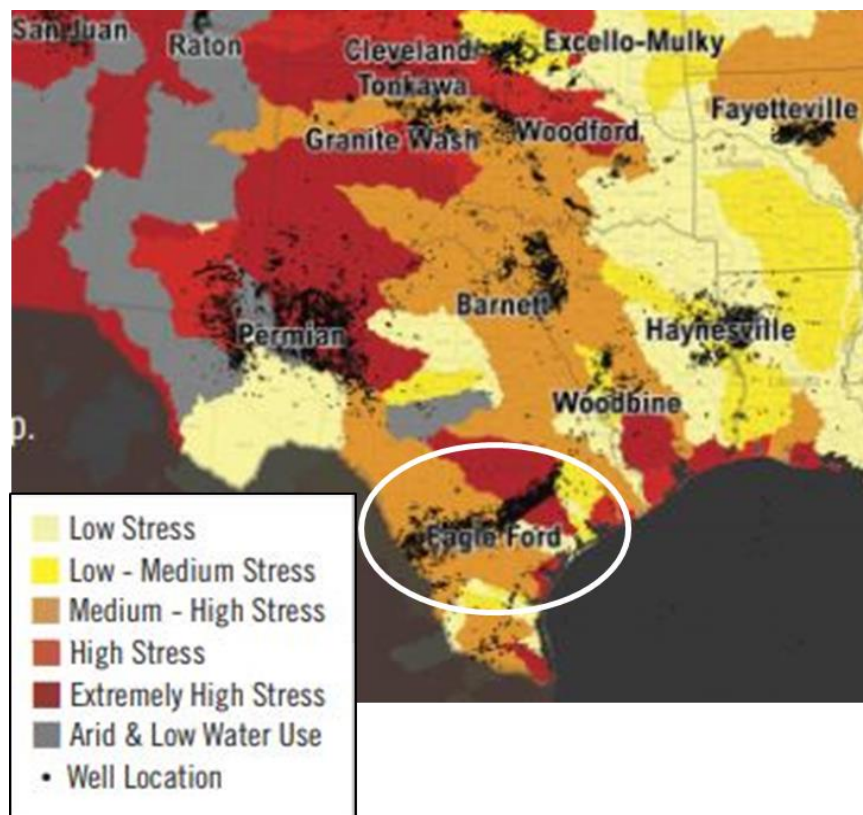 San Juan
Raton
Cleveland
Excello-Mulky
Tonkawa
Fayetteville
Granite Wash
Woodford
Barnett
Permian
Haynesville
Woodbine
p.
Eagle Ford
Low Stress
Low - Medium Stress
Medium - High Stress
High Stress
Extremely High Stress
Arid & Low Water Use
• Well Location